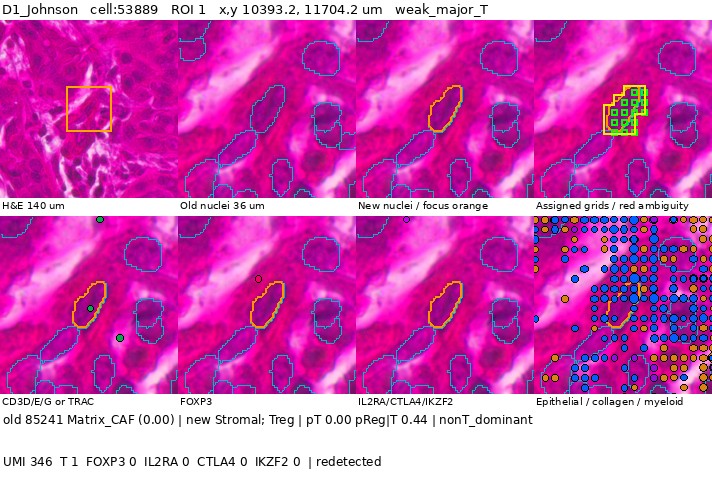 D1_Johnson cell:53889 ROI 1 x,y 10393.2, 11704.2 um weak_major_T
H&E 140 um
Old nuclei 36 um
New nuclei / focus orange
Assigned grids / red ambiguity
CD3D/E/G or TRAC
FOXP3
IL2RA/CTLA4/IKZF2
Epithelial / collagen / myeloid
old 85241 Matrix_CAF (0.00) | new Stromal; Treg | pT 0.00 pReg|T 0.44 | nonT_dominant
UMI 346 T 1 FOXP3 0 IL2RA 0 CTLA4 0 IKZF2 0 | redetected